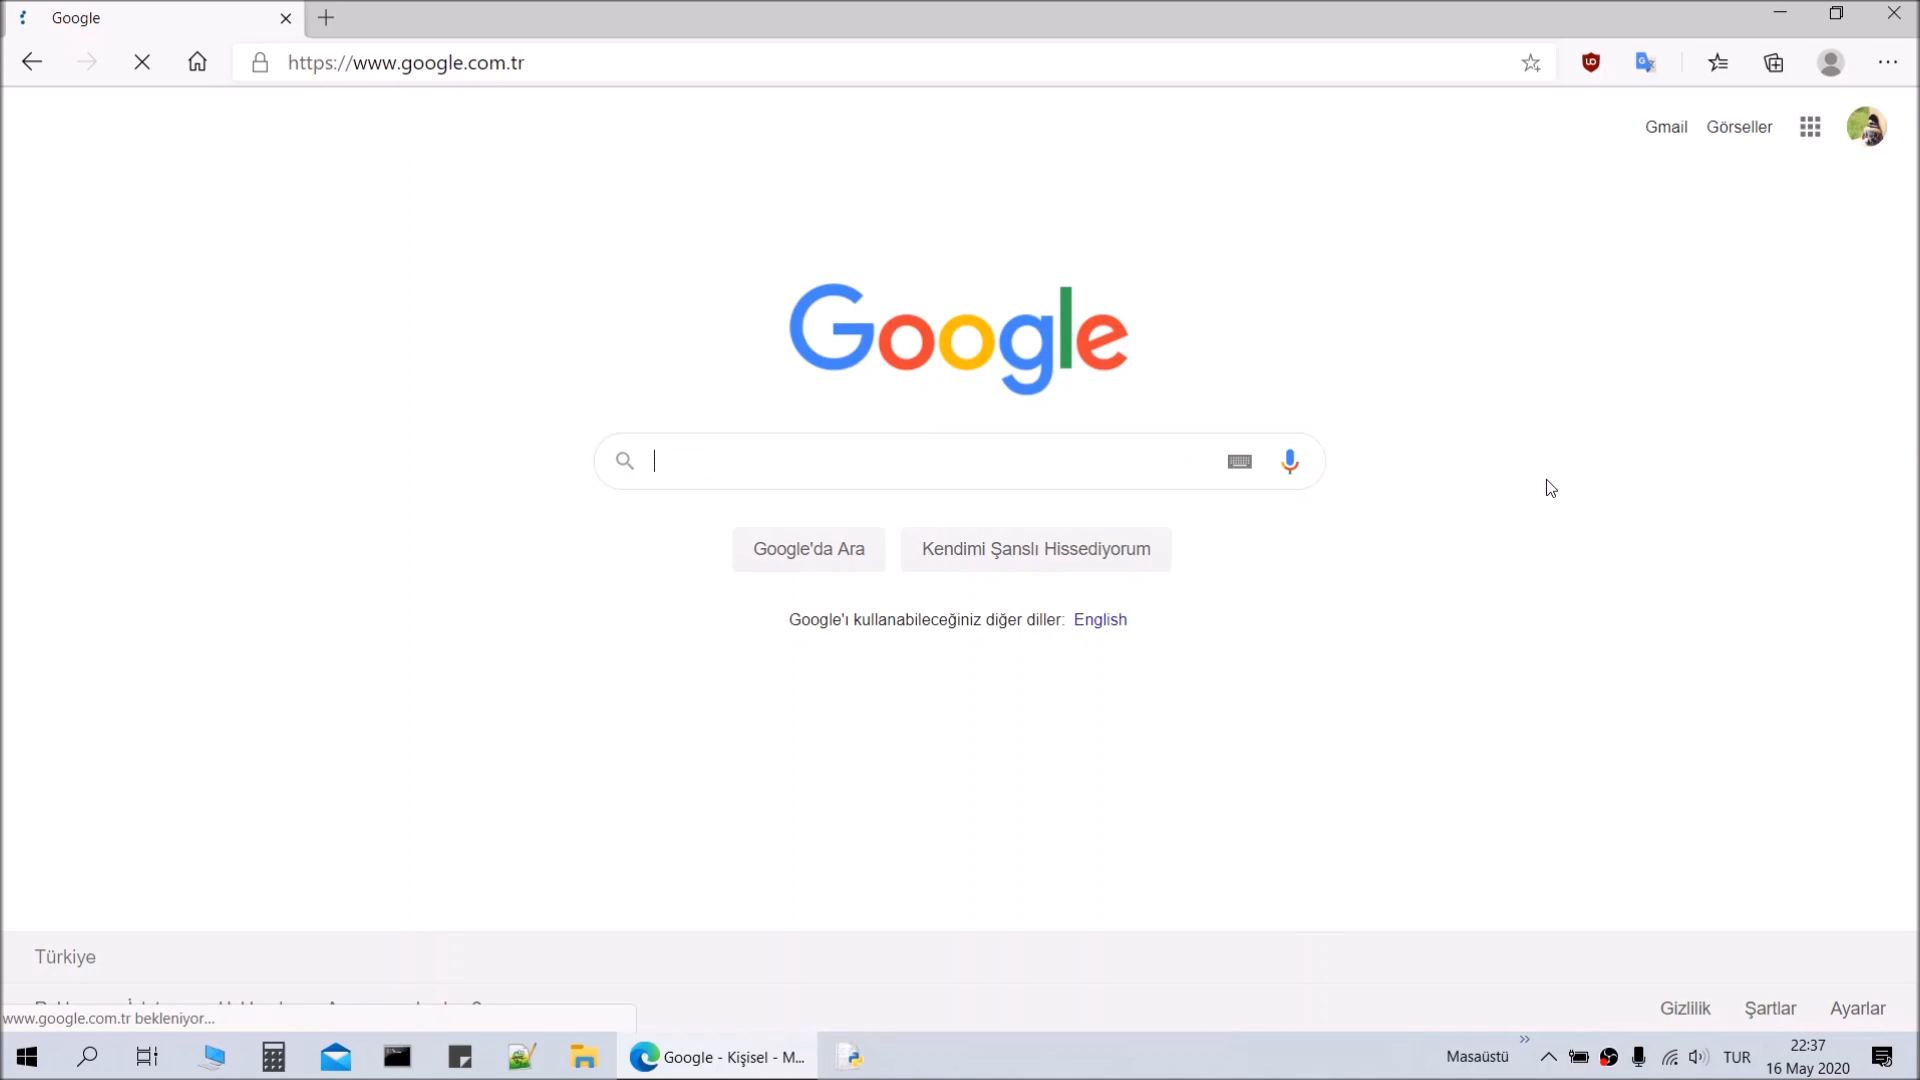 Google
https://www.google.com.tr
Gmail Görseller
Google
Google'da Ara Kendimi Şanslı Hissediyorum
Google'ı kullanabileceğiniz diğer diller: English
Türkiye
Gizlilik Şartlar Ayarlar
www.google.com.tr bekleniyor...
Google - Kişisel - M...
Masaüstü
TUR
22:37
16 May 2020